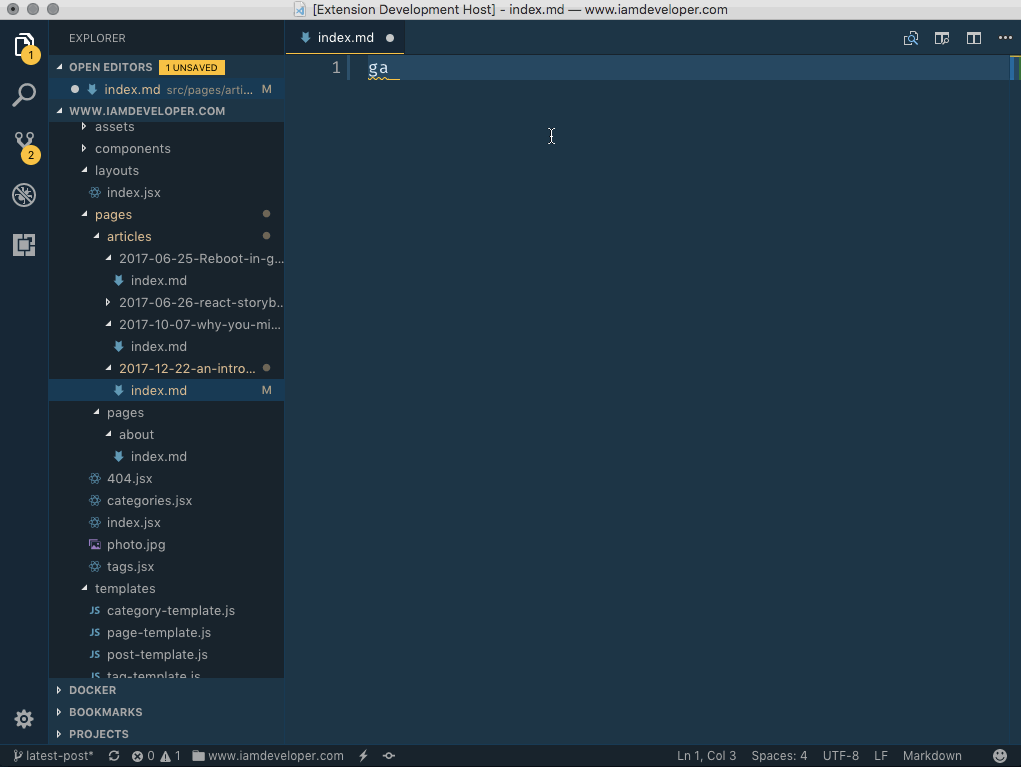 [Extension Development Host] - index.md — www.iamdeveloper.com
EXPLORER
index.md
OPEN EDITORS 1 UNSAVED
index.md src/pages/arti... M
WWW.IAMDEVELOPER.COM
assets
components
layouts
index.jsx
pages
articles
2017-06-25-Reboot-in-g...
index.md
2017-06-26-react-storyb...
2017-10-07-why-you-mi...
index.md
2017-12-22-an-intro...
index.md M
pages
about
index.md
404.jsx
categories.jsx
index.jsx
photo.jpg
tags.jsx
templates
JS category-template.js
JS page-template.js
JS post-template.js
JS tag-template.js
DOCKER
BOOKMARKS
PROJECTS
1
2
1 ga
latest-post* 0 1 www.iamdeveloper.com Ln 1, Col 3 Spaces: 4 UTF-8 LF Markdown